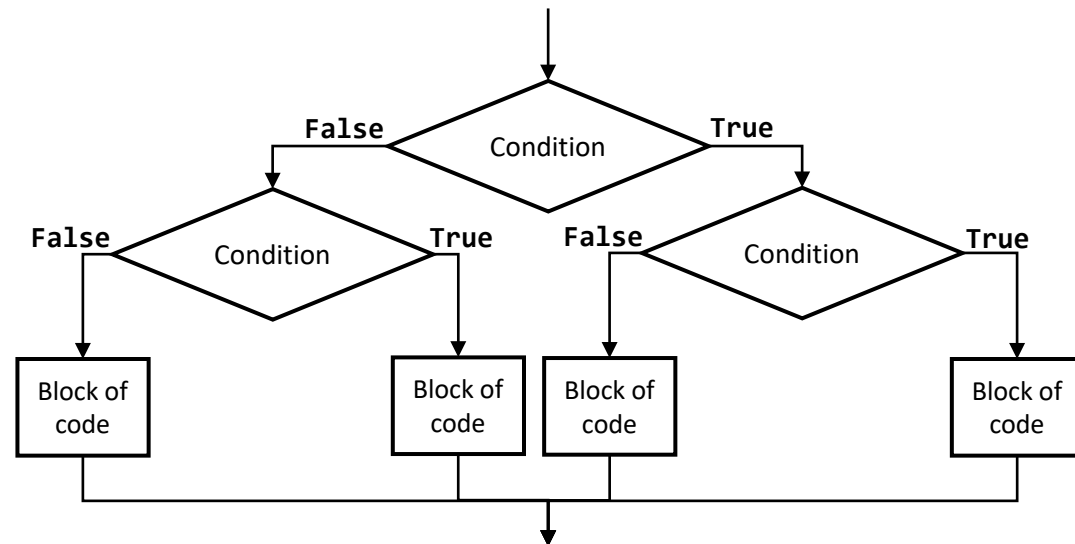 False
True
Condition
False
True
False
True
Condition
Condition
Block of
code
Block of
code
Block of
code
Block of
code